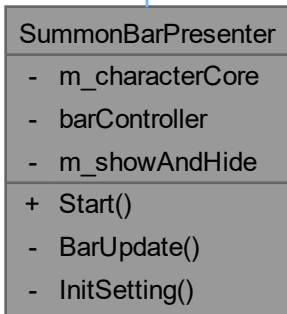 SummonBarPresenter
- m_characterCore
- barController
- m_showAndHide
+ Start()
- BarUpdate()
- InitSetting()